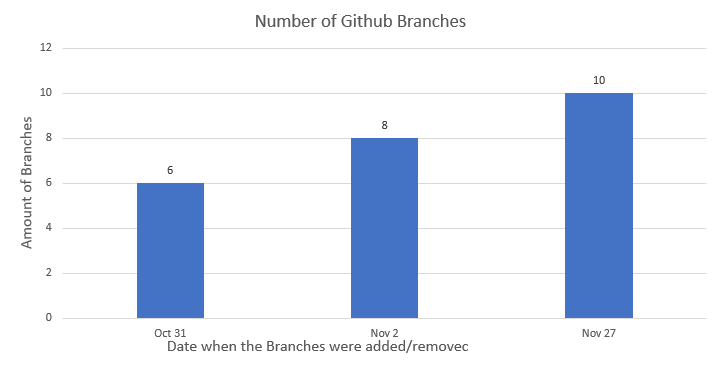 Number of Github Branches
12
10
8
6
4
2
0
Amount of Branches
6
8
10
Oct 31
Nov 2
Nov 27
Date when the Branches were added/removec